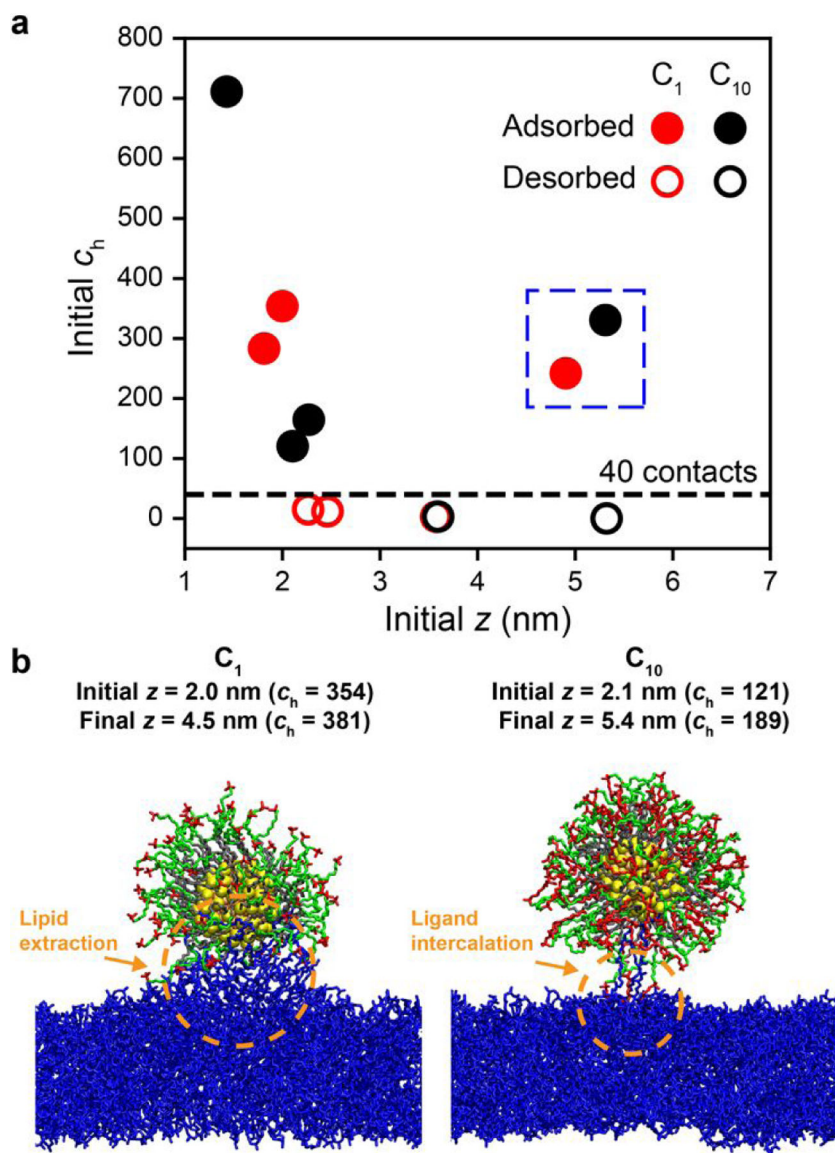 a
800
700
600
500
400
300
200
100
0
Initial c_h
C₁ C₁₀
Adsorbed
Desorbed
40 contacts
1 2 3 4 5 6 7
Initial z (nm)
b
C₁
Initial z = 2.0 nm (c_h = 354)
Final z = 4.5 nm (c_h = 381)
Lipid
extraction
C₁₀
Initial z = 2.1 nm (c_h = 121)
Final z = 5.4 nm (c_h = 189)
Ligand
intercalation